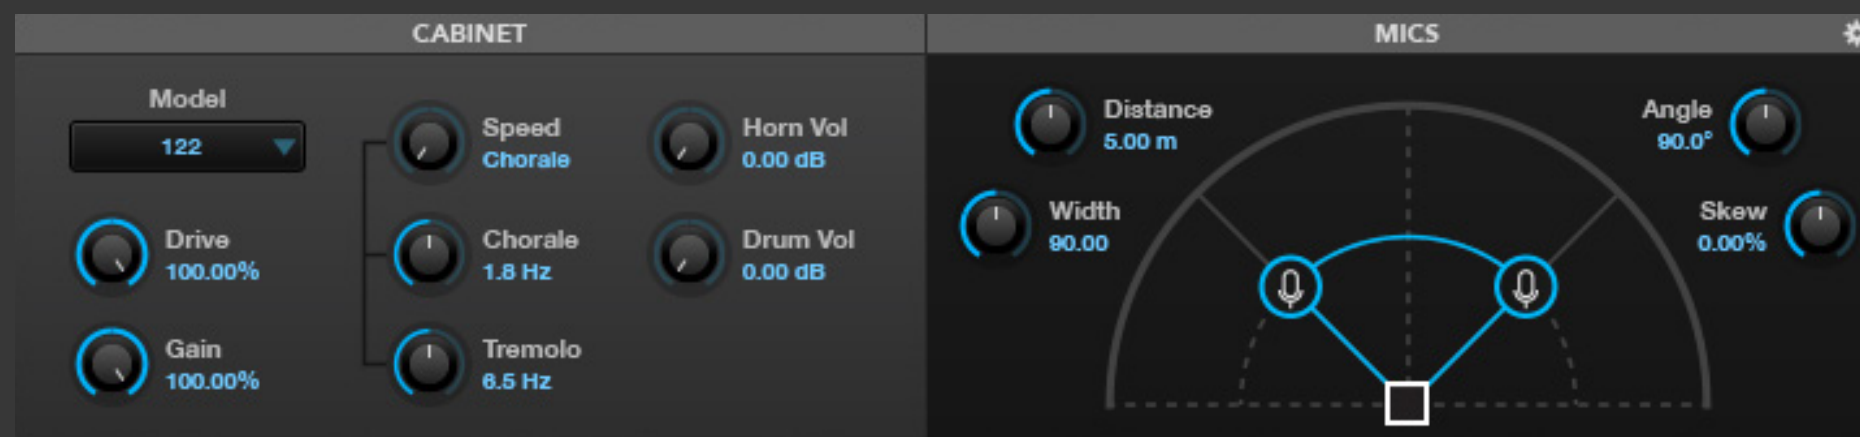 CABINET
Model
122
Drive
100.00%
Gain
100.00%
Speed
Chorale
Chorale
1.8 Hz
Tremolo
6.5 Hz
Horn Vol
0.00 dB
Drum Vol
0.00 dB
MICS
Distance
5.00 m
Width
90.00
Angle
90.0°
Skew
0.00%